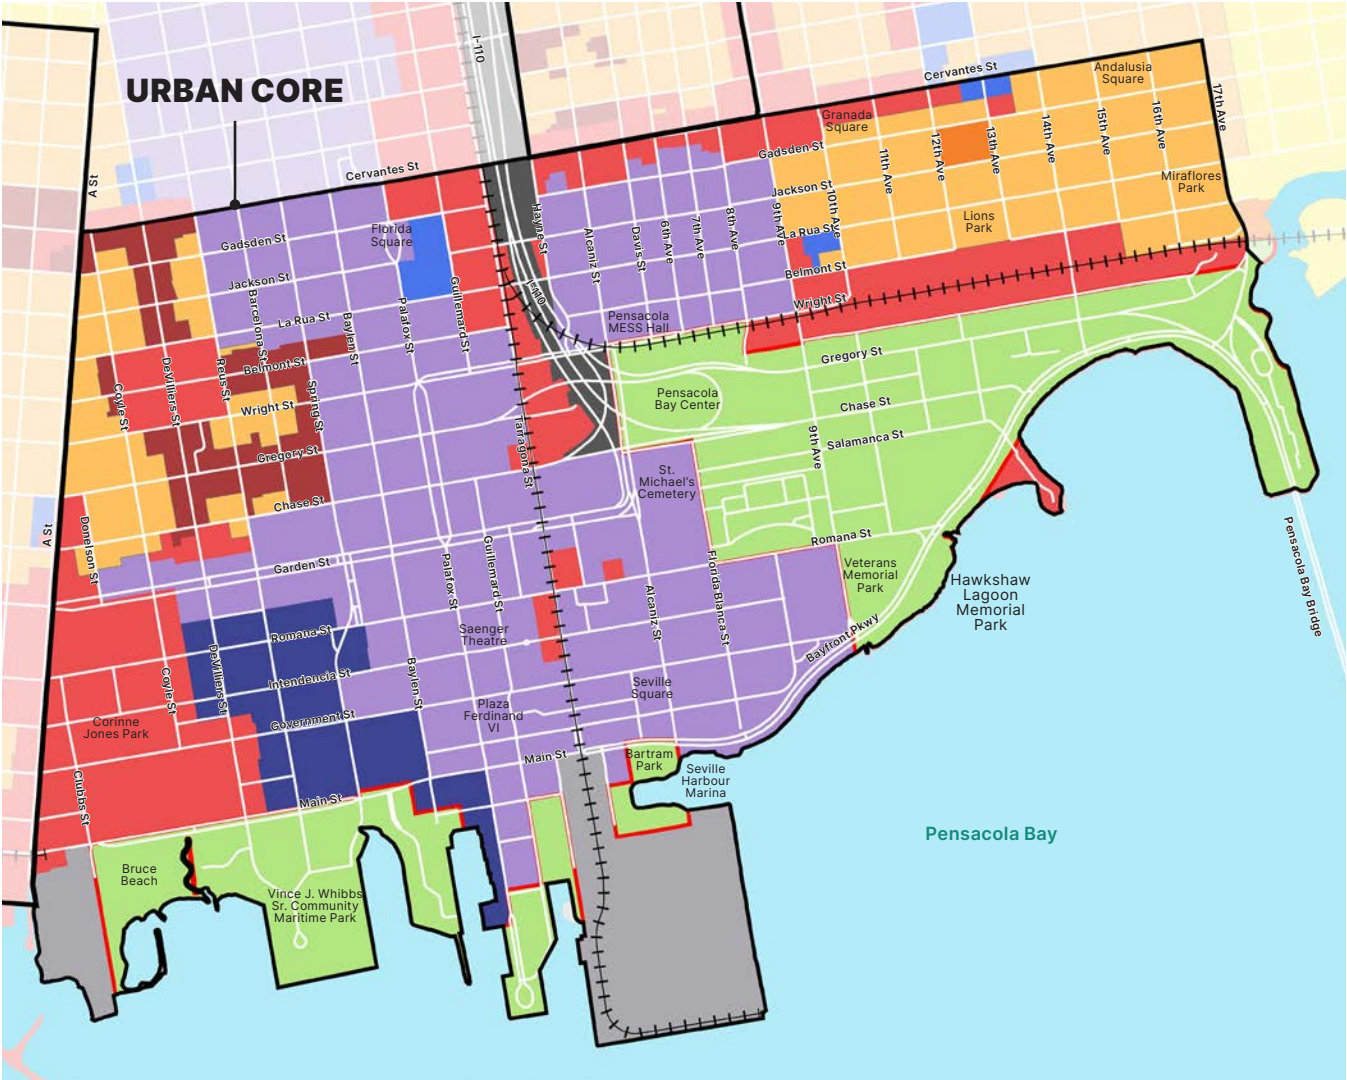 I-110
URBAN CORE
Cervantes St
Andalusia
Square
17th Ave
Granada
Square
16th Ave
15th Ave
14th Ave
13th Ave
12th Ave
11th Ave
Gadsden St
Cervantes St
A St
Miraflores
Park
Jackson St
10th Ave
9th Ave
8th Ave
7th Ave
6th Ave
Davis St
Alcaniz St
Hayne St
Florida
Square
Lions
Park
La Rua St
Gadsden St
Belmont St
Jackson St
I-110
Wright St
Guillemard St
Palafox St
Baylen St
Barcelona St
La Rua St
Pensacola
MESS Hall
Gregory St
Belmont St
Reus St
DeVilliers St
Coyle St
Spring St
Wright St
Pensacola
Bay Center
Chase St
Tarragona St
9th Ave
Salamanca St
Gregory St
St.
Michael's
Cemetery
Chase St
A St
Donelson St
Romana St
Pensacola Bay Bridge
Garden St
Palafox St
Guillemard St
Alcaniz St
Florida Blanca St
Veterans
Memorial
Park
Hawkshaw
Lagoon
Memorial
Park
Romana St
Saenger
Theatre
Bayfront Pkwy
DeVilliers St
Coyle St
Intendencia St
Baylen St
Seville
Square
Plaza
Ferdinand
VI
Government St
Corinne
Jones Park
Main St
Bartram
Park
Seville
Harbour
Marina
Clubbs St
Main St
Pensacola Bay
Bruce
Beach
Vince J. Whibbs
Sr. Community
Maritime Park